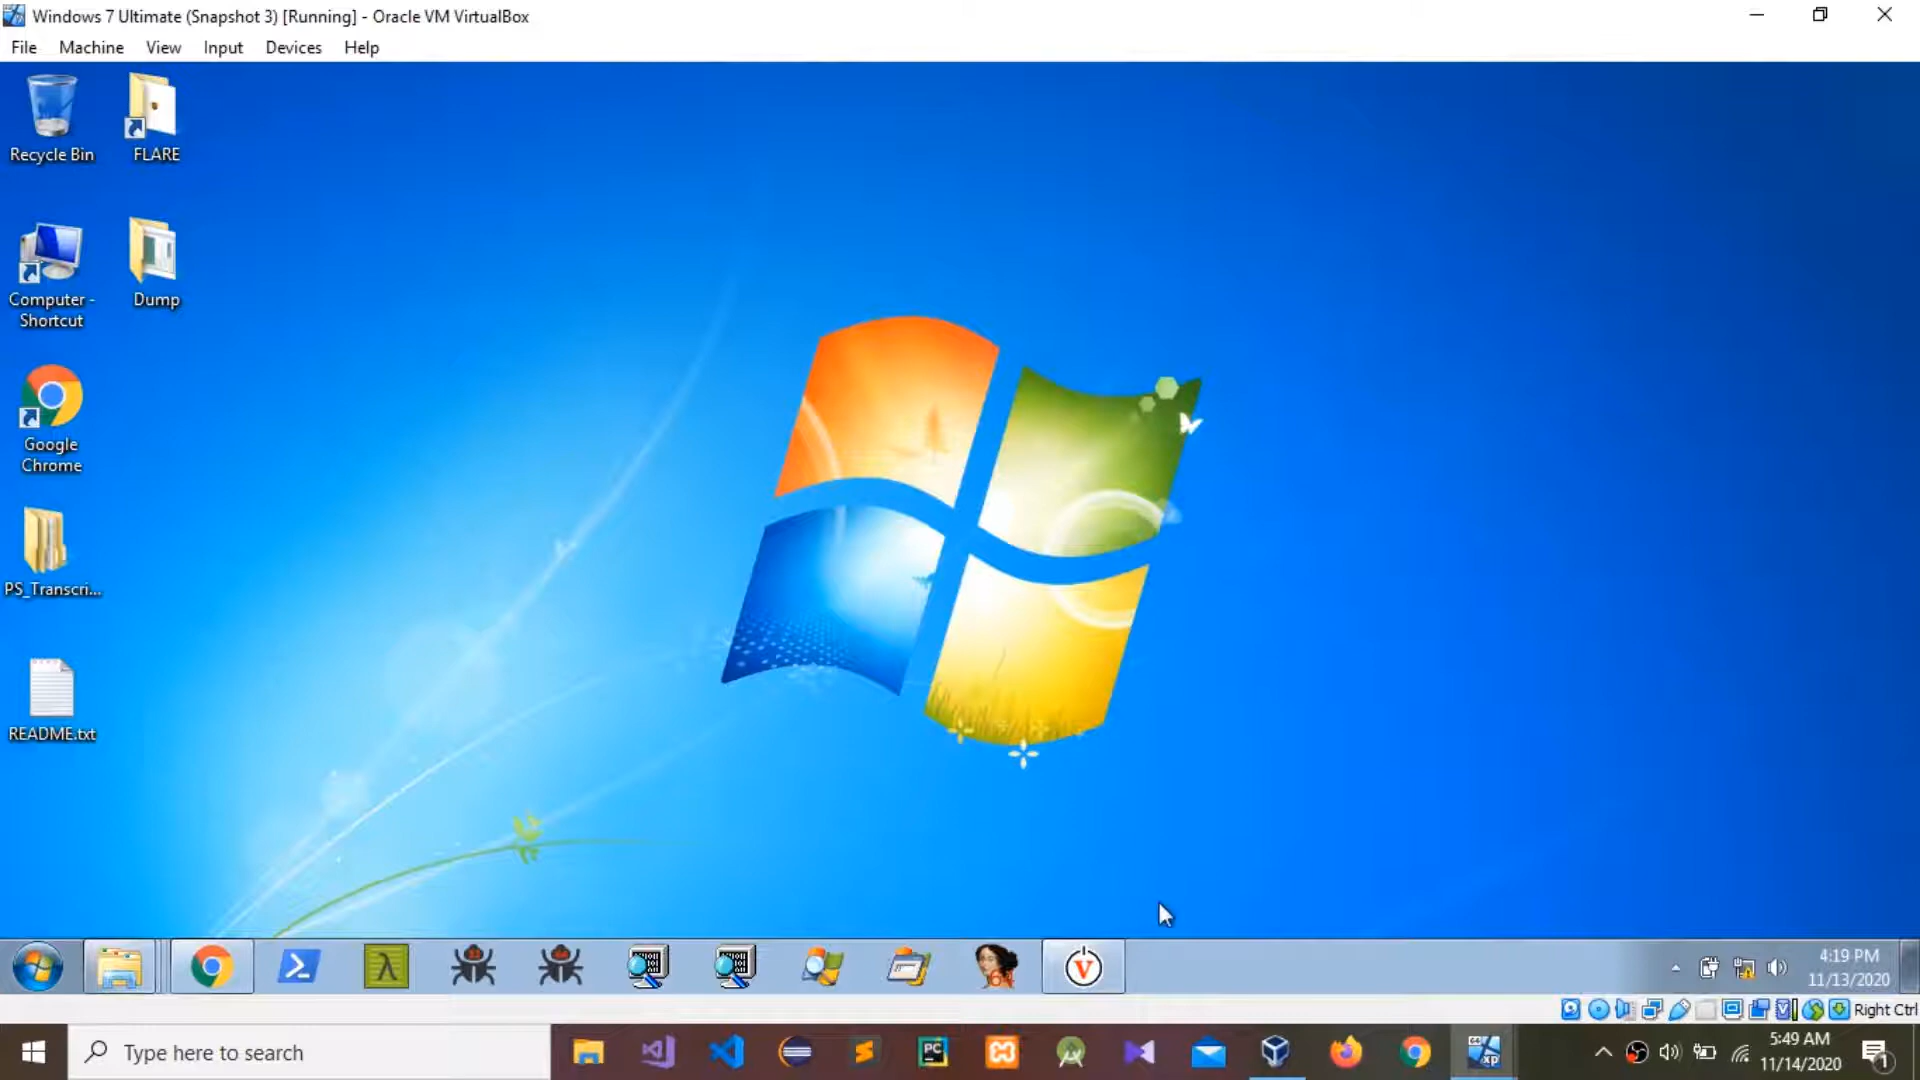 Windows 7 Ultimate (Snapshot 3) [Running] - Oracle VM VirtualBox
File Machine View Input Devices Help
Recycle Bin
FLARE
Computer -
Shortcut
Dump
Google
Chrome
PS_Transcri...
README.txt
4:19 PM
11/13/2020
Right Ctrl
Type here to search
PC
5:49 AM
11/14/2020
1